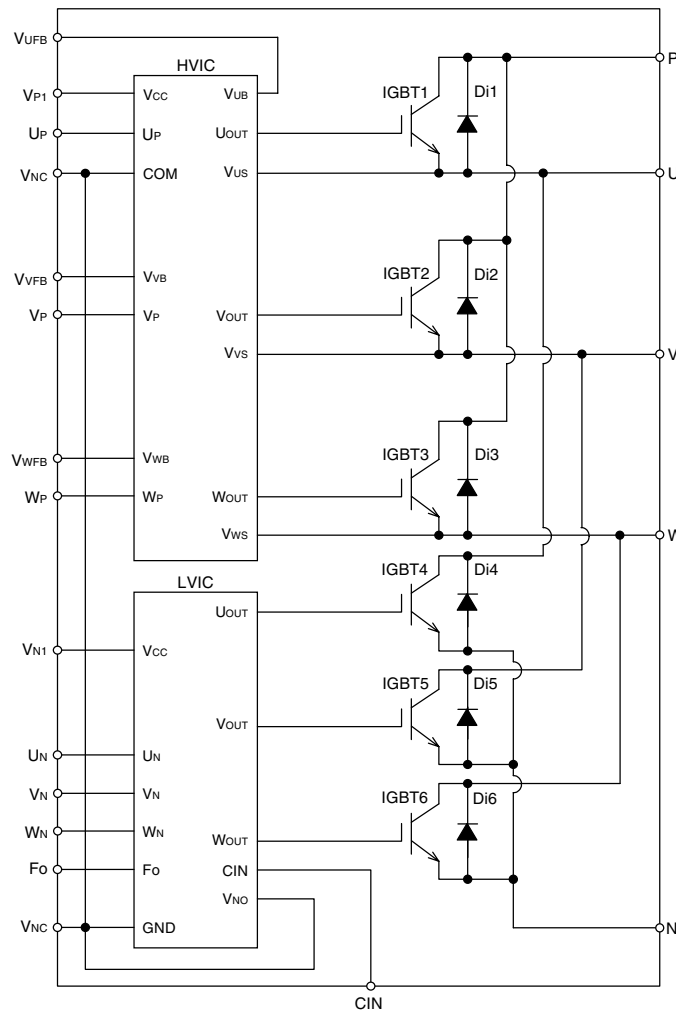 VUFB
VP1
UP
VNC
VVFB
VP
VWFB
WP
HVIC
VCC
VUB
UP
UOUT
COM
VUS
VVB
VP
VOUT
VVS
VWB
WP
WOUT
VWS
IGBT1
Di1
IGBT2
Di2
IGBT3
Di3
P
U
V
W
LVIC
UOUT
VCC
VOUT
UN
VN
WN
WOUT
Fo
CIN
VNO
GND
VN1
UN
VN
WN
Fo
VNC
IGBT4
Di4
IGBT5
Di5
IGBT6
Di6
N
CIN